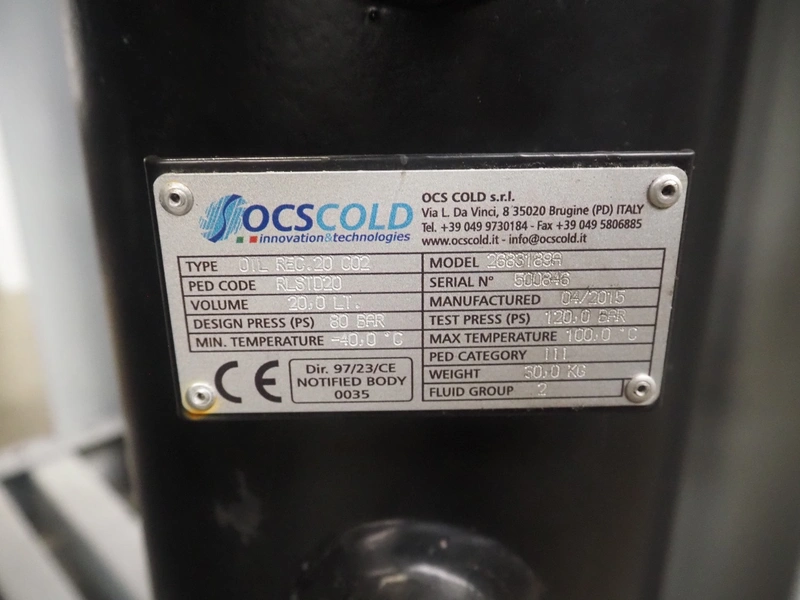 OCSCOLD
innovation&technologies
OCS COLD s.r.l.
Via L. Da Vinci, 8 35020 Brugine (PD) ITALY
Tel. +39 049 9730184 - Fax +39 049 5806885
www.ocscold.it - info@ocscold.it
TYPE OIL REC.20 CO2
PED CODE
VOLUME 20,0 LT.
DESIGN PRESS (PS) 80 BAR
MIN. TEMPERATURE -40,0 °C
CE
Dir. 97/23/CE
NOTIFIED BODY
0035
MODEL
SERIAL N° 500846
MANUFACTURED 04/2015
TEST PRESS (PS) 120,0 BAR
MAX TEMPERATURE 100,0 °C
PED CATEGORY III
WEIGHT KG
FLUID GROUP 2